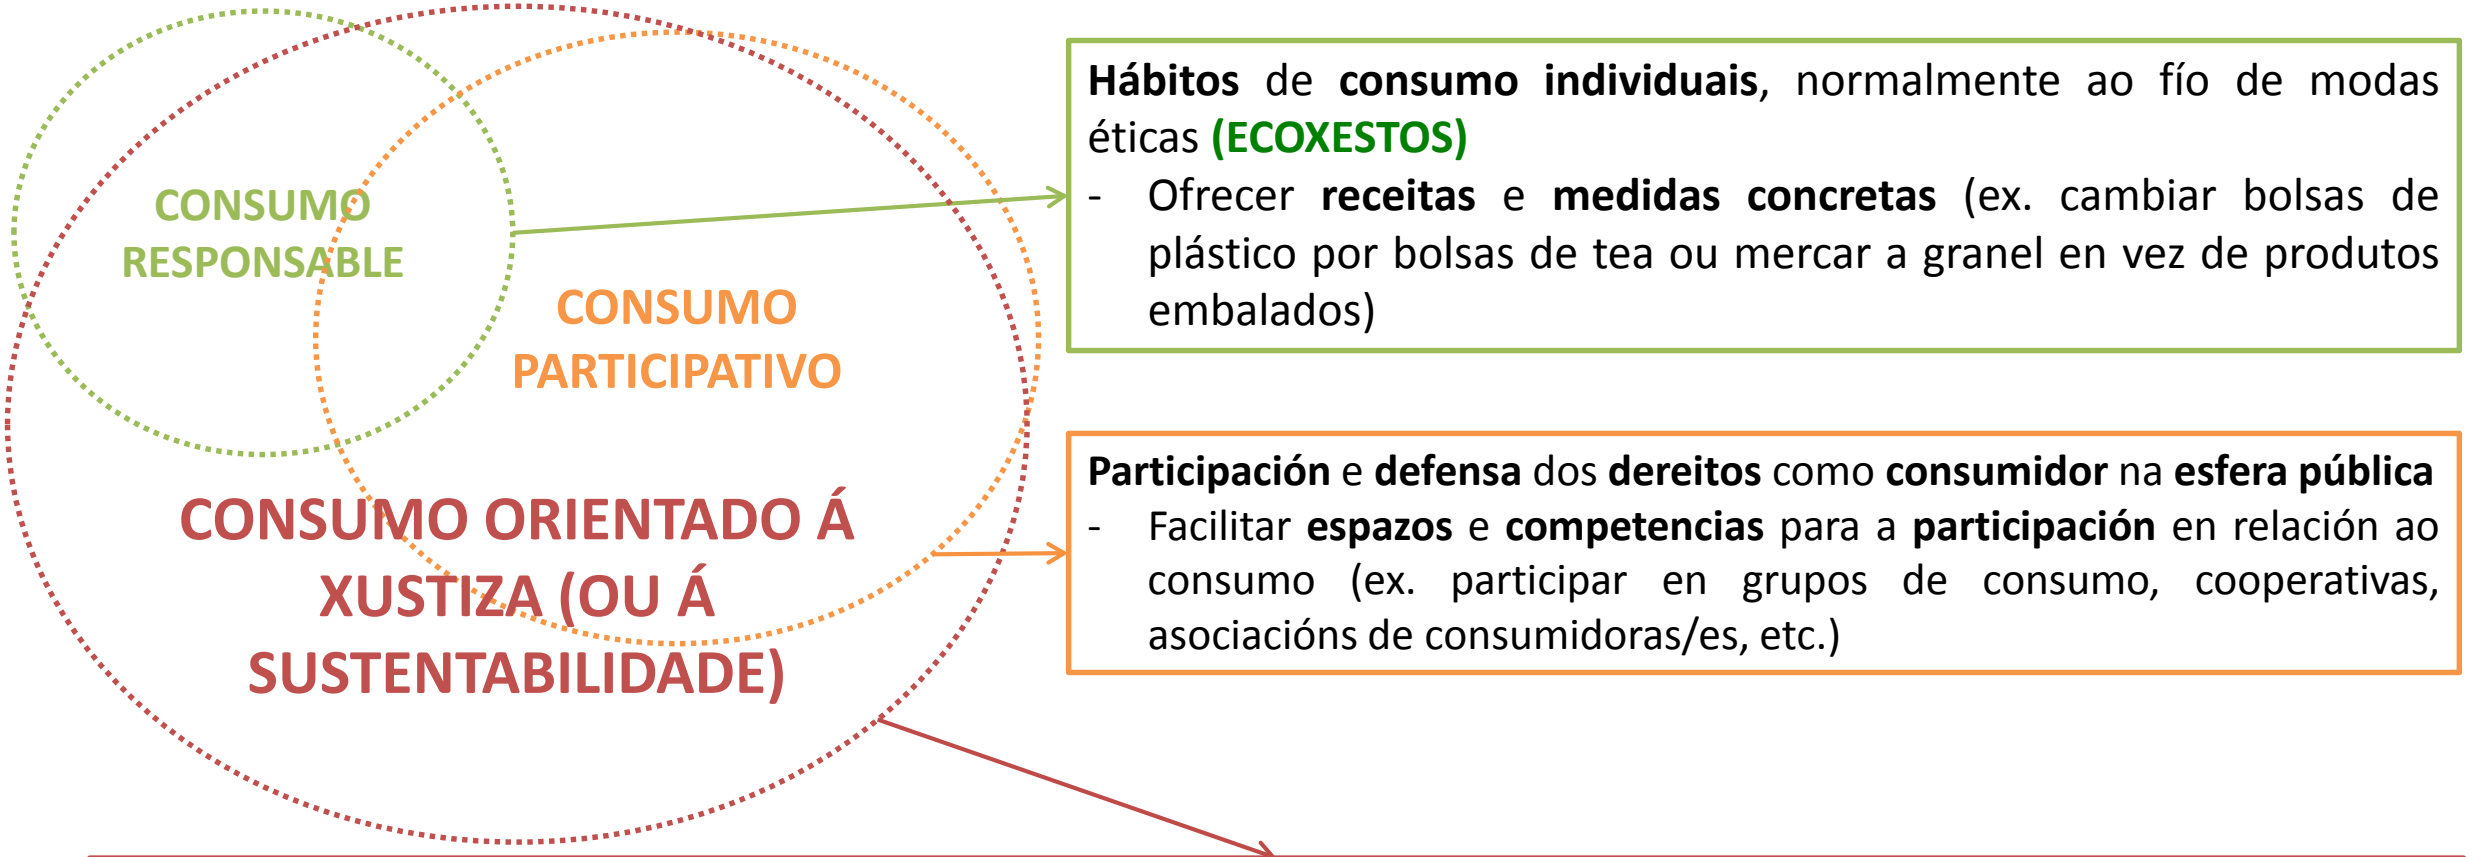 CONSUMO
RESPONSABLE
CONSUMO
PARTICIPATIVO
CONSUMO ORIENTADO Á
XUSTIZA (OU Á
SUSTENTABILIDADE)
Hábitos de consumo individuais, normalmente ao fío de modas
éticas (ECOXESTOS)
- Ofrecer receitas e medidas concretas (ex. cambiar bolsas de
plástico por bolsas de tea ou mercar a granel en vez de produtos
embalados)
Participación e defensa dos dereitos como consumidor na esfera pública
- Facilitar espazos e competencias para a participación en relación ao
consumo (ex. participar en grupos de consumo, cooperativas,
asociacións de consumidoras/es, etc.)